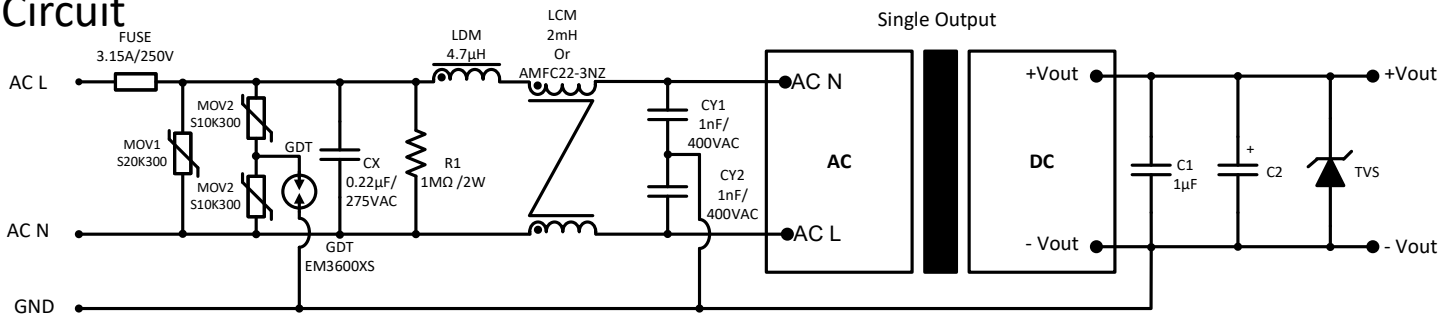 Circuit
FUSE
3.15A/250V
LDM
4.7µH
LCM
2mH
Or
AMFC22-3NZ
Single Output
AC L
MOV2
S10K300
MOV1
S20K300
GDT
MOV2
S10K300
CX
0.22µF/
275VAC
R1
1MΩ /2W
CY1
1nF/
400VAC
CY2
1nF/
400VAC
AC N
AC
AC L
+Vout
DC
- Vout
C1
1µF
+
C2
TVS
+Vout
- Vout
AC N
GDT
EM3600XS
GND